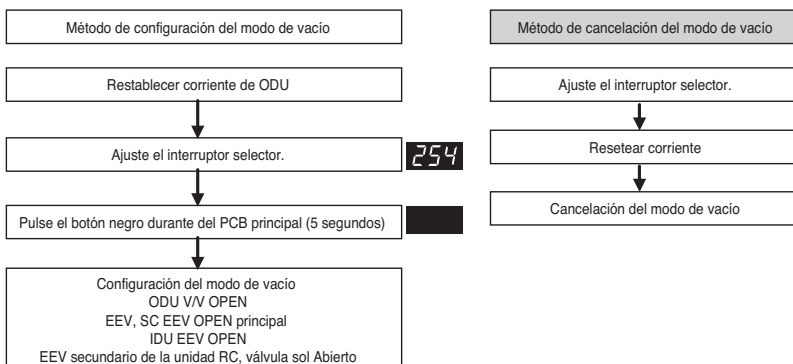 Método de configuración del modo de vacío
Restablecer corriente de ODU
Ajuste el interruptor selector.
254
Pulse el botón negro durante del PCB principal (5 segundos)
Configuración del modo de vacío
ODU V/V OPEN
EEV, SC EEV OPEN principal
IDU EEV OPEN
EEV secundario de la unidad RC, válvula sol Abierto
Método de cancelación del modo de vacío
Ajuste el interruptor selector.
Resetear corriente
Cancelación del modo de vacío